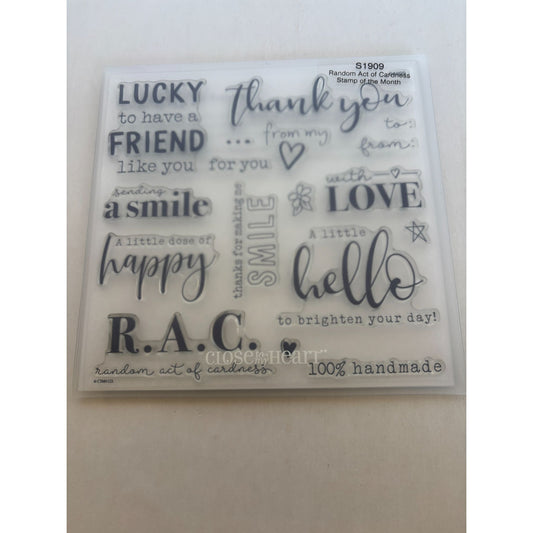 S1909
Random Act of Cardness
Stamp of the Month
LUCKY
to have a
FRIEND
like you
thank you
... from my
for you
to:
from:
sending
a smile
thanks for making me
SMILE
with
LOVE
A little dose of
happy
A little
hello
to brighten your day!
R.A.C.
random act of cardness
CLOSE TO MY HEART
100% handmade